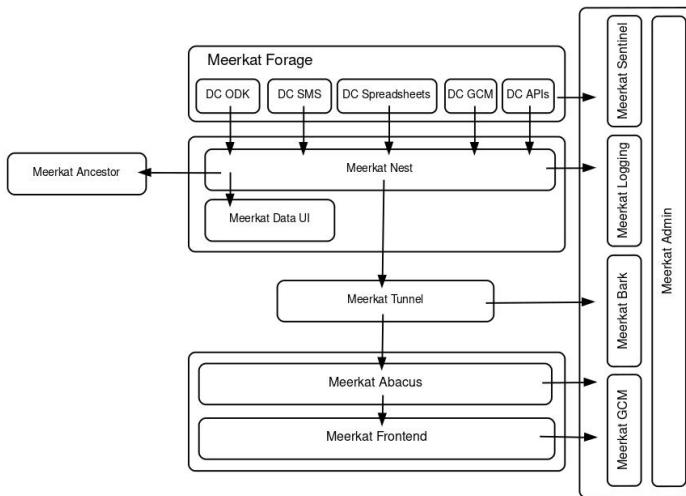 Meerkat Forage
DC ODK
DC SMS
DC Spreadsheets
DC GCM
DC APIs
Meerkat Ancestor
Meerkat Nest
Meerkat Data UI
Meerkat Tunnel
Meerkat Abacus
Meerkat Frontend
Meerkat Sentinel
Meerkat Logging
Meerkat Bark
Meerkat GCM
Meerkat Admin